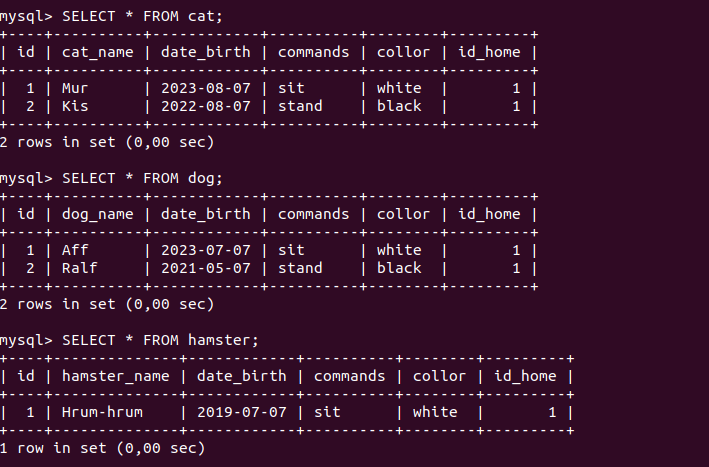 mysql> SELECT * FROM cat;
+----+----------+------------+----------+--------+---------+
| id | cat_name | date_birth | commands | collor | id_home |
+----+----------+------------+----------+--------+---------+
|  1 | Mur      | 2023-08-07 | sit      | white  |       1 |
|  2 | Kis      | 2022-08-07 | stand    | black  |       1 |
+----+----------+------------+----------+--------+---------+
2 rows in set (0,00 sec)

mysql> SELECT * FROM dog;
+----+----------+------------+----------+--------+---------+
| id | dog_name | date_birth | commands | collor | id_home |
+----+----------+------------+----------+--------+---------+
|  1 | Aff      | 2023-07-07 | sit      | white  |       1 |
|  2 | Ralf     | 2021-05-07 | stand    | black  |       1 |
+----+----------+------------+----------+--------+---------+
2 rows in set (0,00 sec)

mysql> SELECT * FROM hamster;
+----+--------------+------------+----------+--------+---------+
| id | hamster_name | date_birth | commands | collor | id_home |
+----+--------------+------------+----------+--------+---------+
|  1 | Hrum-hrum    | 2019-07-07 | sit      | white  |       1 |
+----+--------------+------------+----------+--------+---------+
1 row in set (0,00 sec)